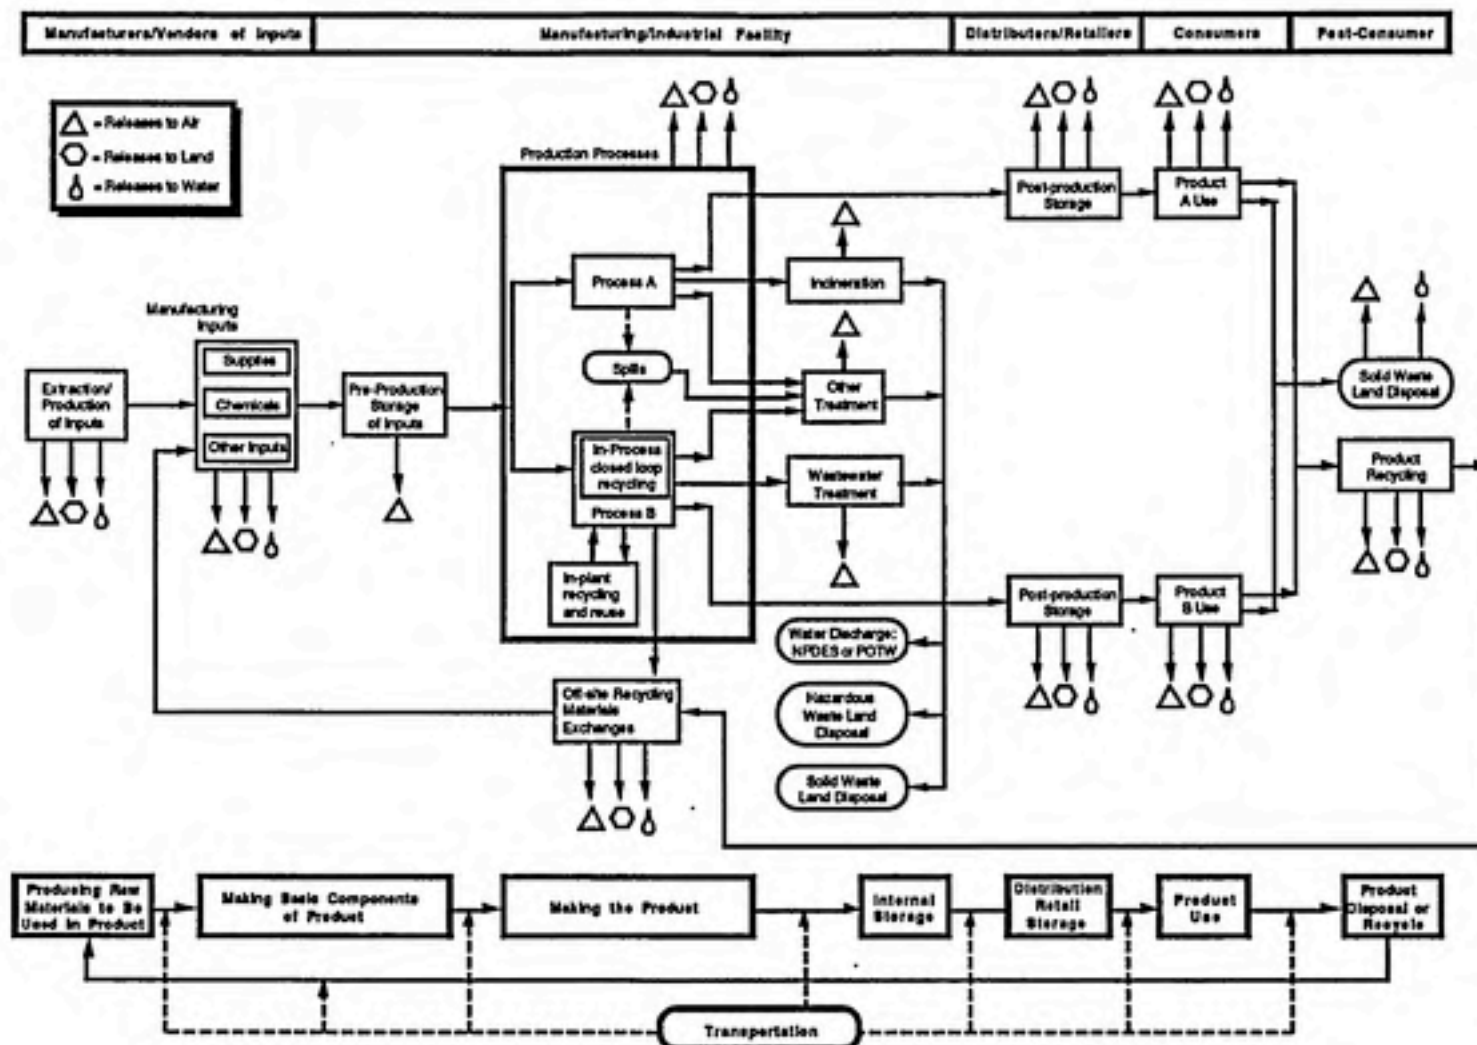 Manufacturers/Venders of Inputs
Manufacturing/Industrial Facility
Distributers/Retailers
Consumers
Post-Consumer
= Releases to Air
= Releases to Land
= Releases to Water
Production Processes
Post-production
Storage
Product
A Use
Process A
Incineration
Manufacturing
Inputs
Supplies
Chemicals
Other Inputs
Extraction/
Production
of Inputs
Pre-Production
Storage
of Inputs
Spills
Other
Treatment
Solid Waste
Land Disposal
In-Process
closed loop
recycling
Process B
Wastewater
Treatment
Product
Recycling
In-plant
recycling
and reuse
Post-production
Storage
Product
B Use
Water Discharge:
NPDES or POTW
Off-site Recycling
Materials
Exchanges
Hazardous
Waste Land
Disposal
Solid Waste
Land Disposal
Producing Raw
Materials to Be
Used in Product
Making Basic Components
of Product
Making the Product
Internal
Storage
Distribution
Retail
Storage
Product
Use
Product
Disposal or
Recycle
Transportation